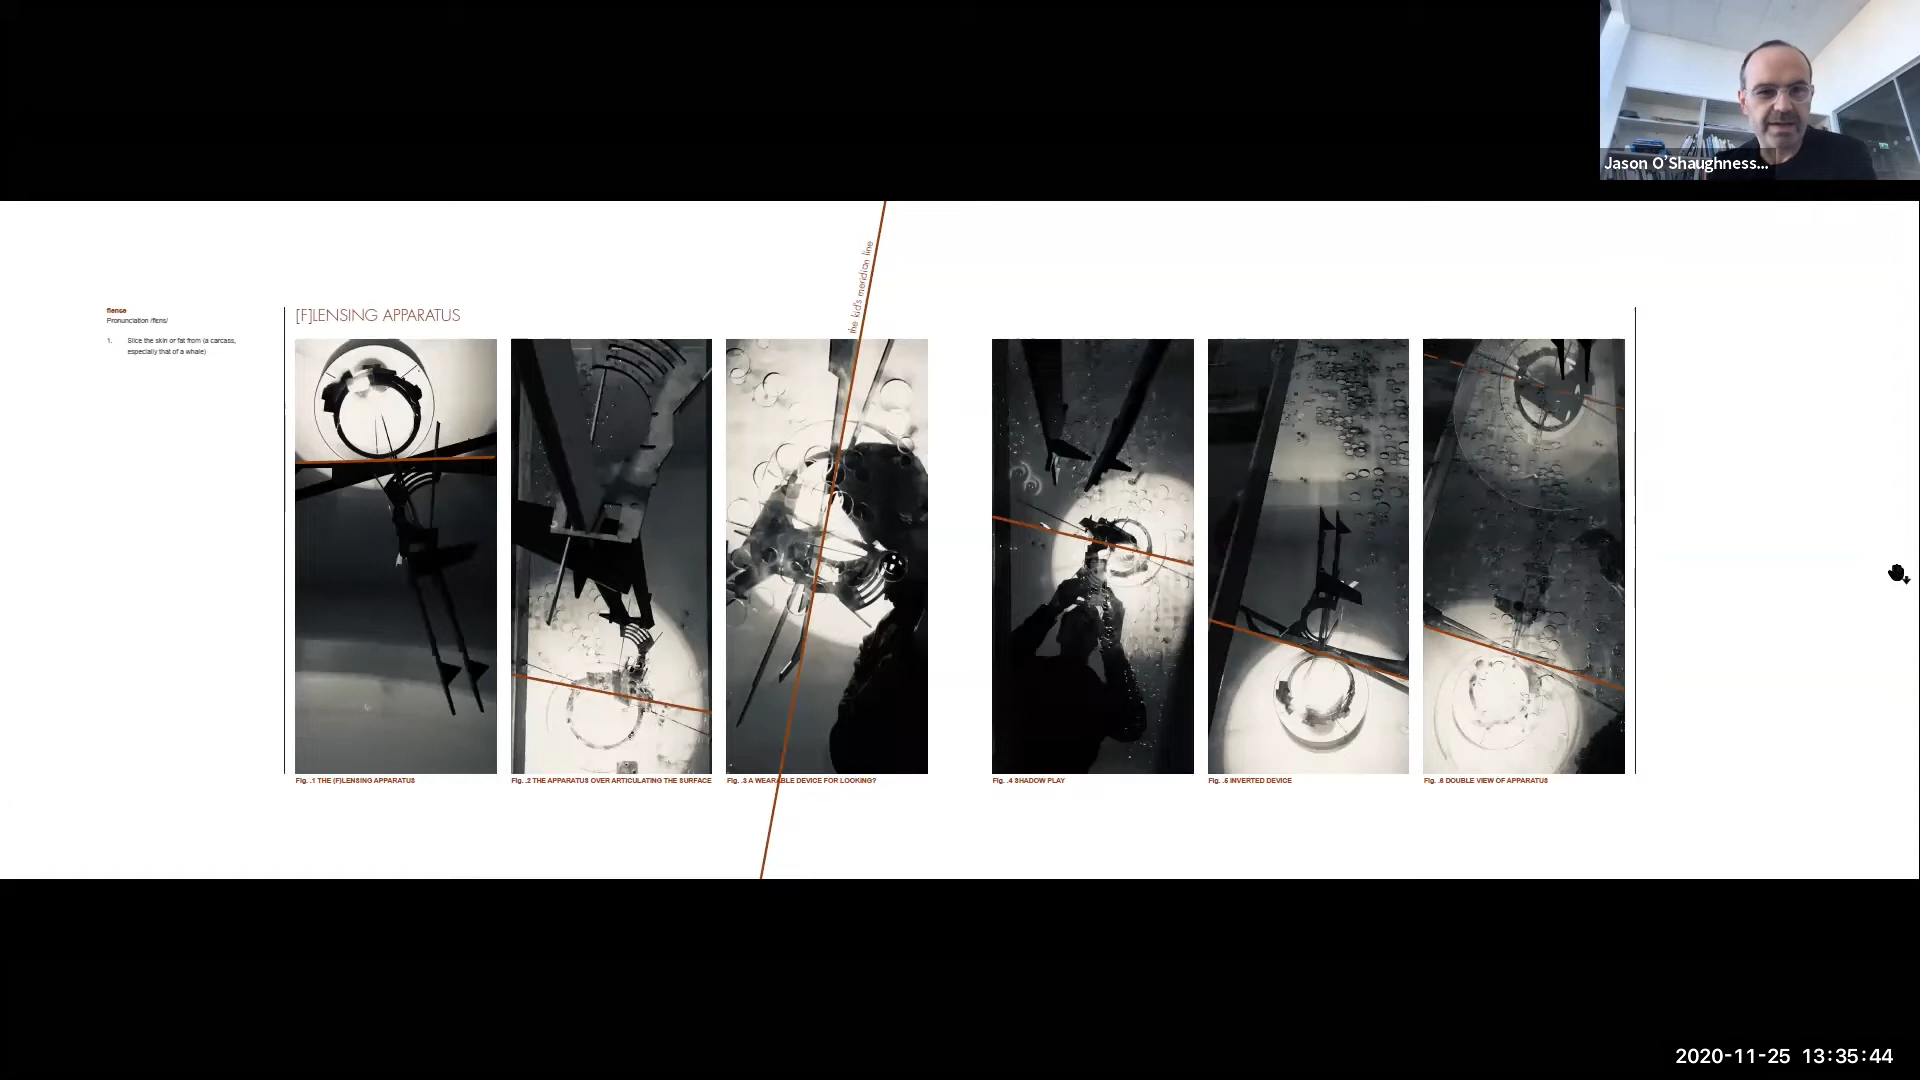 Jason O'Shaughness...
the kid's meridian line
flense
Pronunciation /flens/
1. Slice the skin or fat from (a carcass,
especially that of a whale)
[F]LENSING APPARATUS
Fig. .1 THE (F)LENSING APPARATUS
Fig. .2 THE APPARATUS OVER ARTICULATING THE SURFACE
Fig. .3 A WEARABLE DEVICE FOR LOOKING?
Fig. .4 SHADOW PLAY
Fig. .5 INVERTED DEVICE
Fig. .6 DOUBLE VIEW OF APPARATUS
2020-11-25 13:35:44